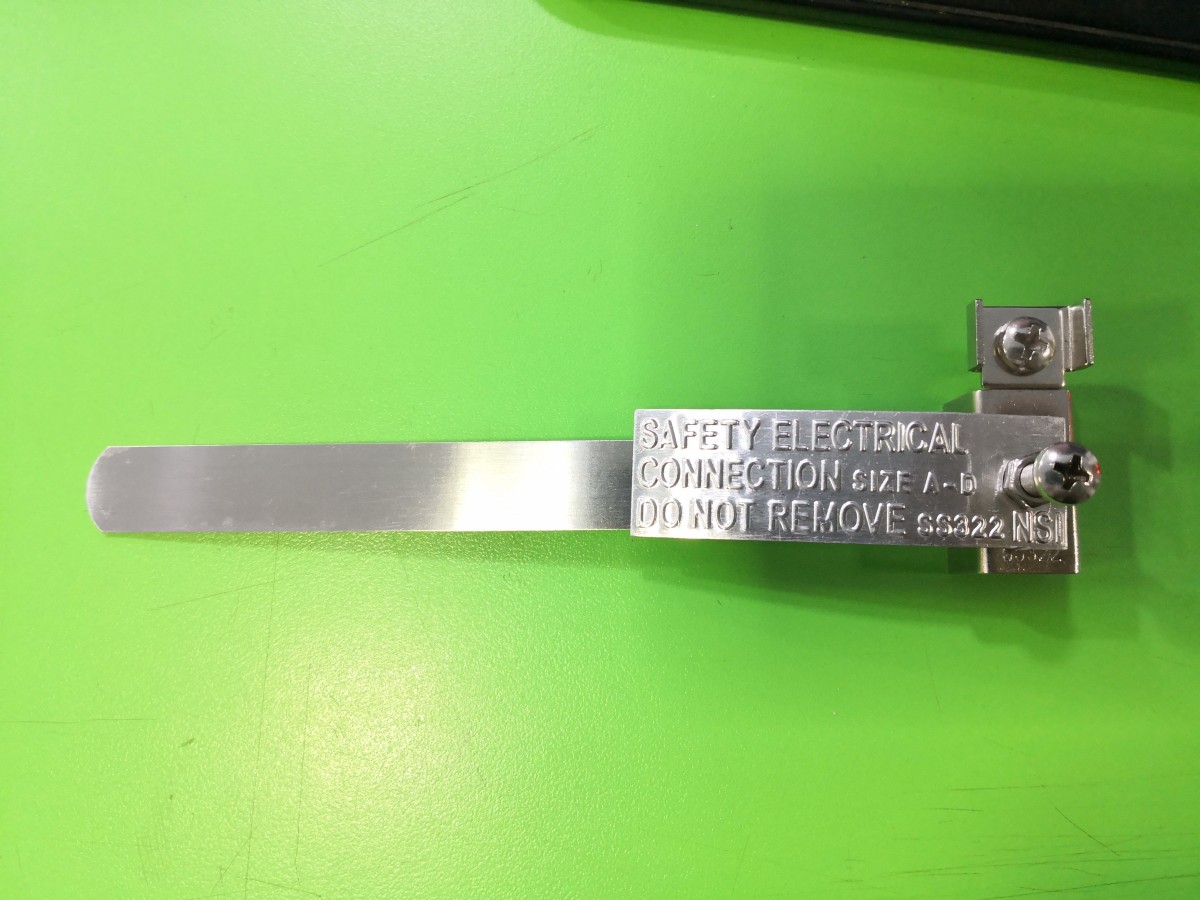 SAFETY ELECTRICAL
CONNECTION SIZE A-D
DO NOT REMOVE SS322 NSI